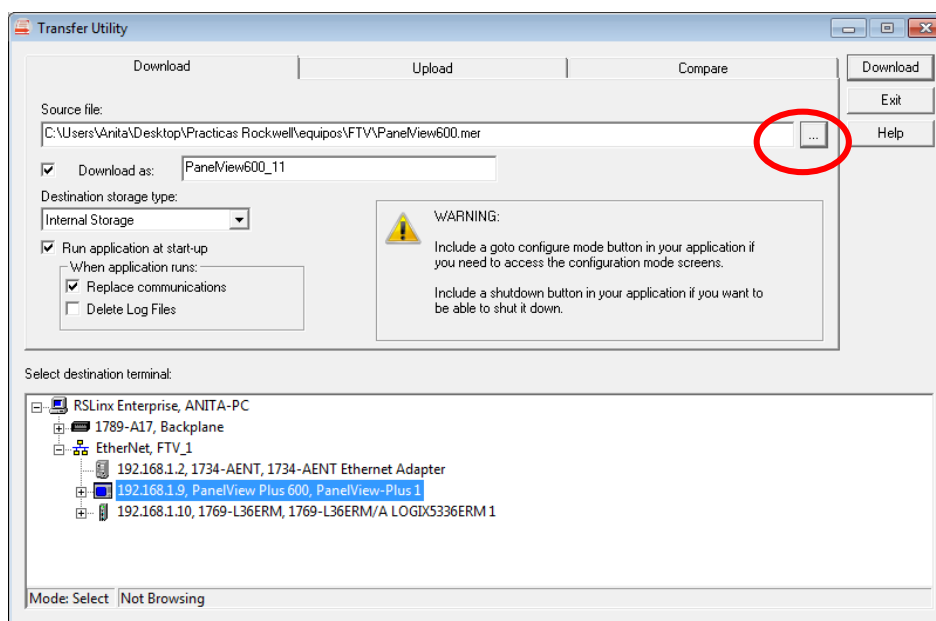 Transfer Utility
Download
Upload
Compare
Download
Exit
Help
Source file:
C:\Users\Anita\Desktop\Practicas Rockwell\equipos\FTV\PanelView600.mer
...
Download as:
PanelView600_11
Destination storage type:
Internal Storage
Run application at start-up
When application runs:
Replace communications
Delete Log Files
WARNING:
Include a goto configure mode button in your application if
you need to access the configuration mode screens.
Include a shutdown button in your application if you want to
be able to shut it down.
Select destination terminal:
RSLinx Enterprise, ANITA-PC
1789-A17, Backplane
EtherNet, FTV_1
192.168.1.2, 1734-AENT, 1734-AENT Ethernet Adapter
192.168.1.9, PanelView Plus 600, PanelView-Plus 1
192.168.1.10, 1769-L36ERM, 1769-L36ERM/A LOGIX5336ERM 1
Mode: Select
Not Browsing